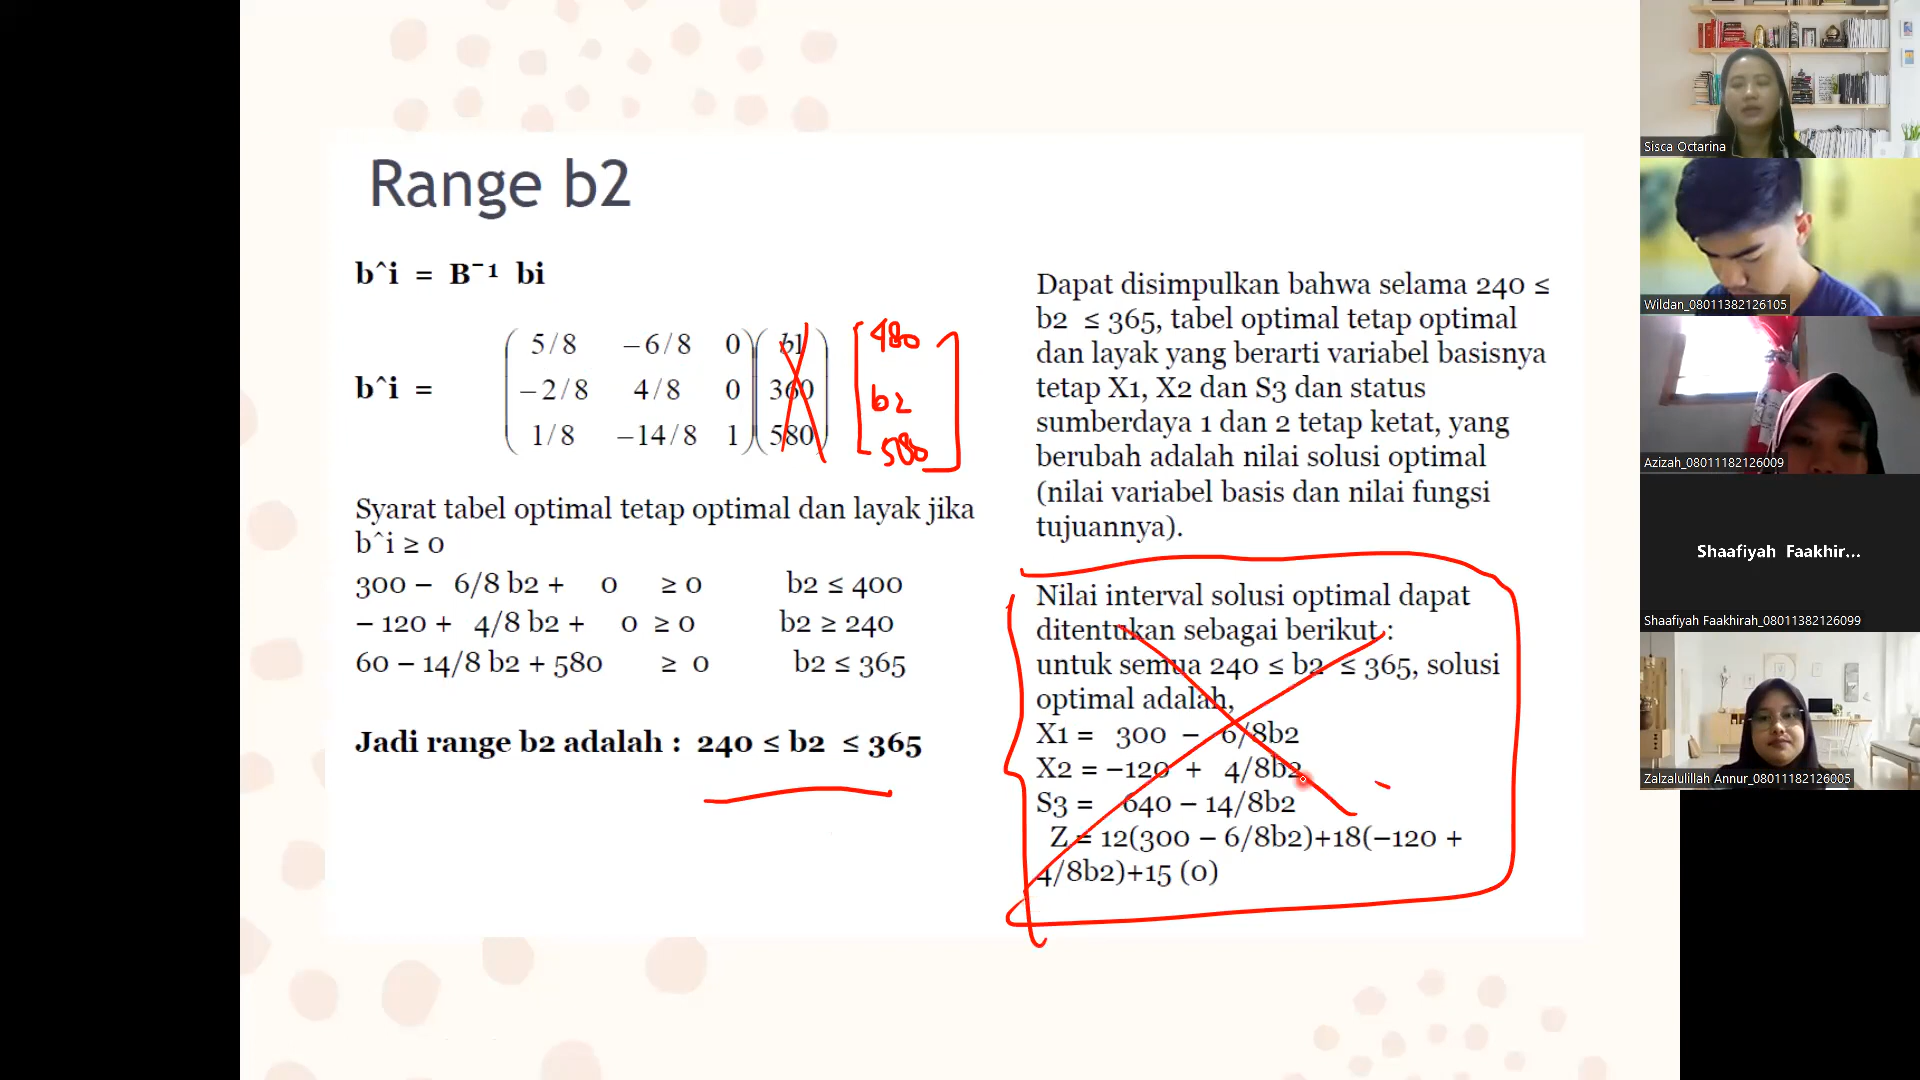 Range b2
b^i = B⁻¹ bi
b^i =
5/8 −6/8 0 b1
−2/8 4/8 0 360
1/8 −14/8 1 580
480
b2
580
Syarat tabel optimal tetap optimal dan layak jika
b^i ≥ 0
300 − 6/8 b2 + 0 ≥ 0 b2 ≤ 400
− 120 + 4/8 b2 + 0 ≥ 0 b2 ≥ 240
60 − 14/8 b2 + 580 ≥ 0 b2 ≤ 365
Jadi range b2 adalah : 240 ≤ b2 ≤ 365
Dapat disimpulkan bahwa selama 240 ≤
b2 ≤ 365, tabel optimal tetap optimal
dan layak yang berarti variabel basisnya
tetap X1, X2 dan S3 dan status
sumberdaya 1 dan 2 tetap ketat, yang
berubah adalah nilai solusi optimal
(nilai variabel basis dan nilai fungsi
tujuannya).
Nilai interval solusi optimal dapat
ditentukan sebagai berikut :
untuk semua 240 ≤ b2 ≤ 365, solusi
optimal adalah,
X1 = 300 − 6/8b2
X2 = −120 + 4/8b2
S3 = 640 − 14/8b2
Z = 12(300 − 6/8b2)+18(−120 +
4/8b2)+15 (0)
Sisca Octarina
Wildan_08011382126105
Azizah_08011182126009
Shaafiyah Faakhir...
Shaafiyah Faakhirah_08011382126099
Zalzalulillah Annur_08011182126005